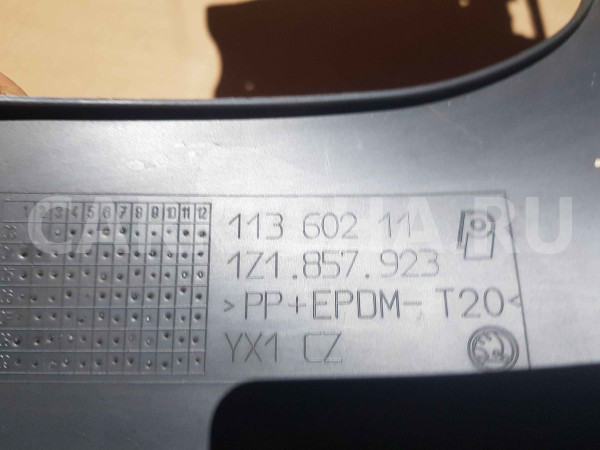 1 2 3 4 5 6 7 8 9 10 11 12
113 602 11
1Z1.857.923
>PP+EPDM-T20<
YX1 CZ